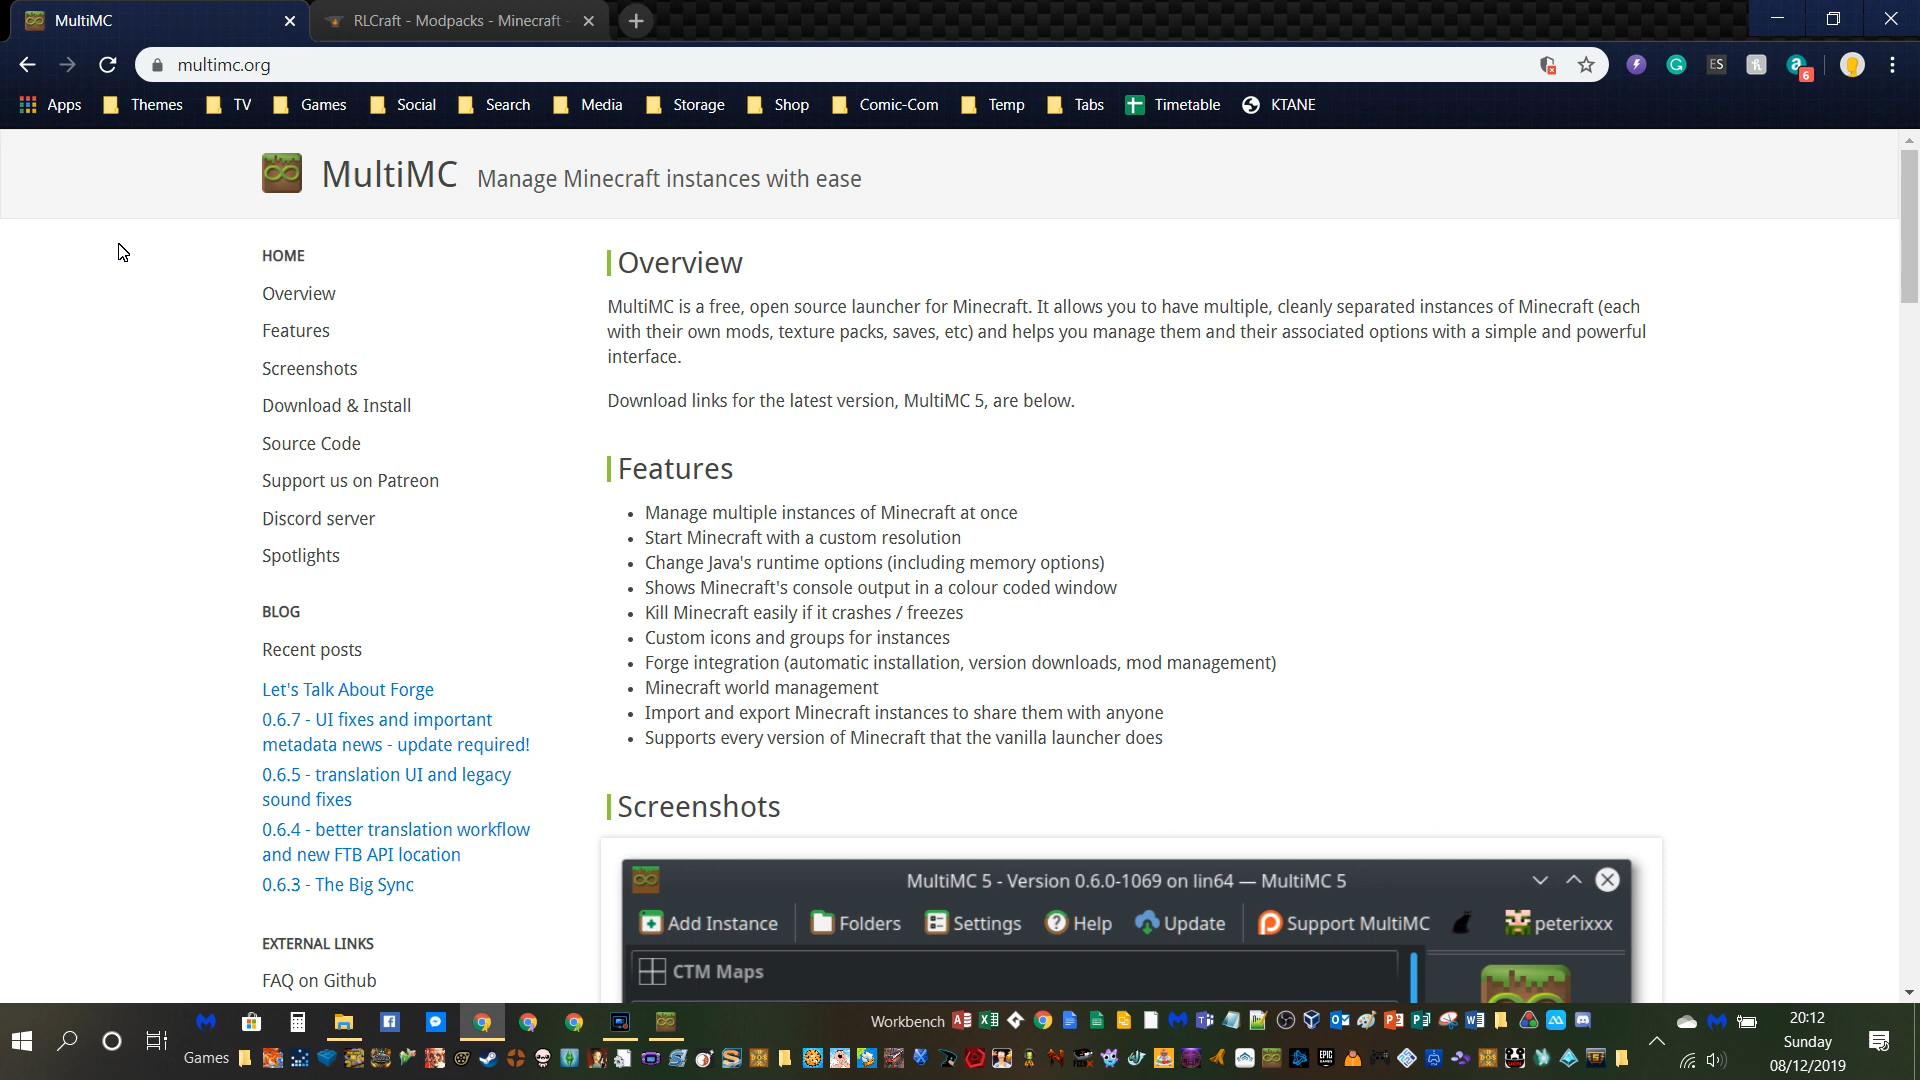 MultiMC
RLCraft - Modpacks - Minecraft -
multimc.org
ES
6
Apps
Themes
TV
Games
Social
Search
Media
Storage
Shop
Comic-Com
Temp
Tabs
Timetable
KTANE
MultiMC Manage Minecraft instances with ease
HOME
Overview
Features
Screenshots
Download & Install
Source Code
Support us on Patreon
Discord server
Spotlights
BLOG
Recent posts
Let's Talk About Forge
0.6.7 - UI fixes and important
metadata news - update required!
0.6.5 - translation UI and legacy
sound fixes
0.6.4 - better translation workflow
and new FTB API location
0.6.3 - The Big Sync
EXTERNAL LINKS
FAQ on Github
Overview
MultiMC is a free, open source launcher for Minecraft. It allows you to have multiple, cleanly separated instances of Minecraft (each
with their own mods, texture packs, saves, etc) and helps you manage them and their associated options with a simple and powerful
interface.
Download links for the latest version, MultiMC 5, are below.
Features
Manage multiple instances of Minecraft at once
Start Minecraft with a custom resolution
Change Java's runtime options (including memory options)
Shows Minecraft's console output in a colour coded window
Kill Minecraft easily if it crashes / freezes
Custom icons and groups for instances
Forge integration (automatic installation, version downloads, mod management)
Minecraft world management
Import and export Minecraft instances to share them with anyone
Supports every version of Minecraft that the vanilla launcher does
Screenshots
MultiMC 5 - Version 0.6.0-1069 on lin64 — MultiMC 5
Add Instance
Folders
Settings
Help
Update
Support MultiMC
peterixxx
CTM Maps
Workbench
Games
20:12
Sunday
08/12/2019